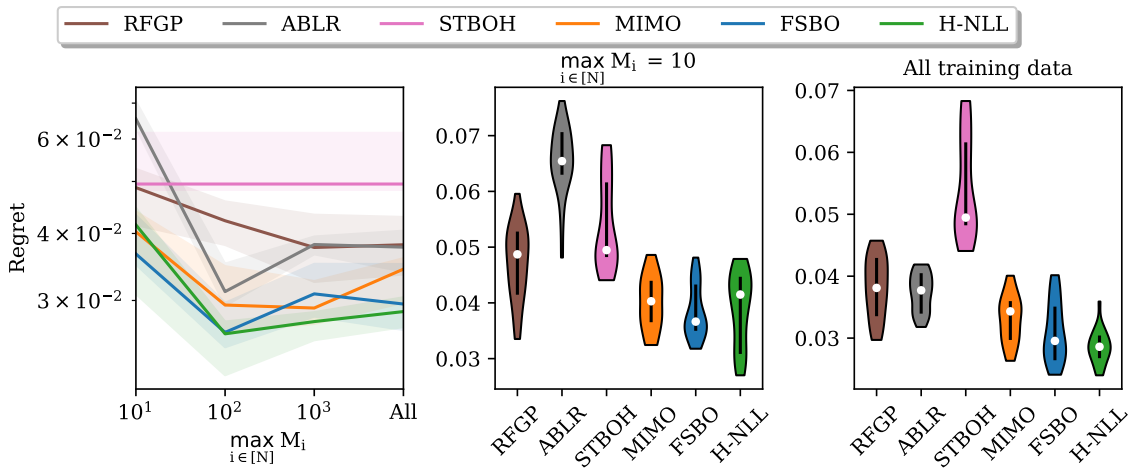 RFGP ABLR STBOH MIMO FSBO H-NLL
max M_i = 10
i∈[N]
All training data
Regret
6 × 10⁻²
4 × 10⁻²
3 × 10⁻²
10¹ 10² 10³ All
max M_i
i∈[N]
0.07
0.06
0.05
0.04
0.03
RFGP ABLR STBOH MIMO FSBO H-NLL
0.07
0.06
0.05
0.04
0.03
RFGP ABLR STBOH MIMO FSBO H-NLL